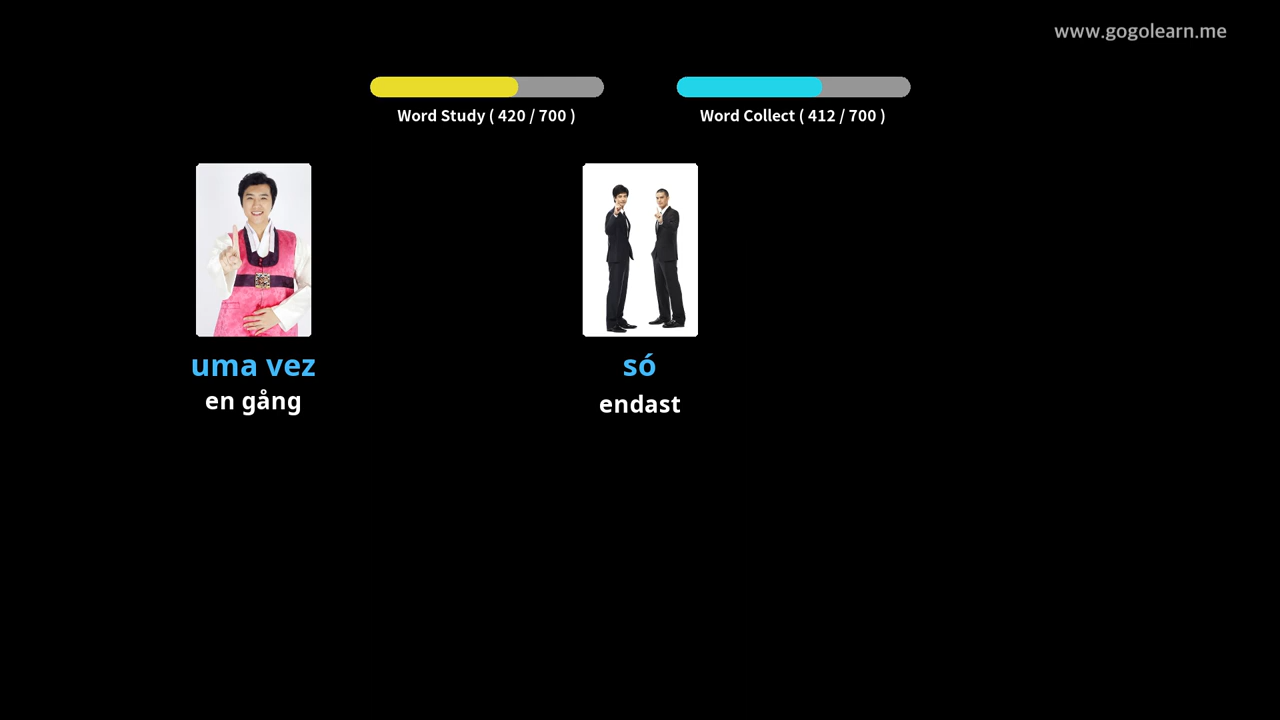 www.gogolearn.me
Word Study ( 420 / 700 )
Word Collect ( 412 / 700 )
uma vez
en gång
só
endast